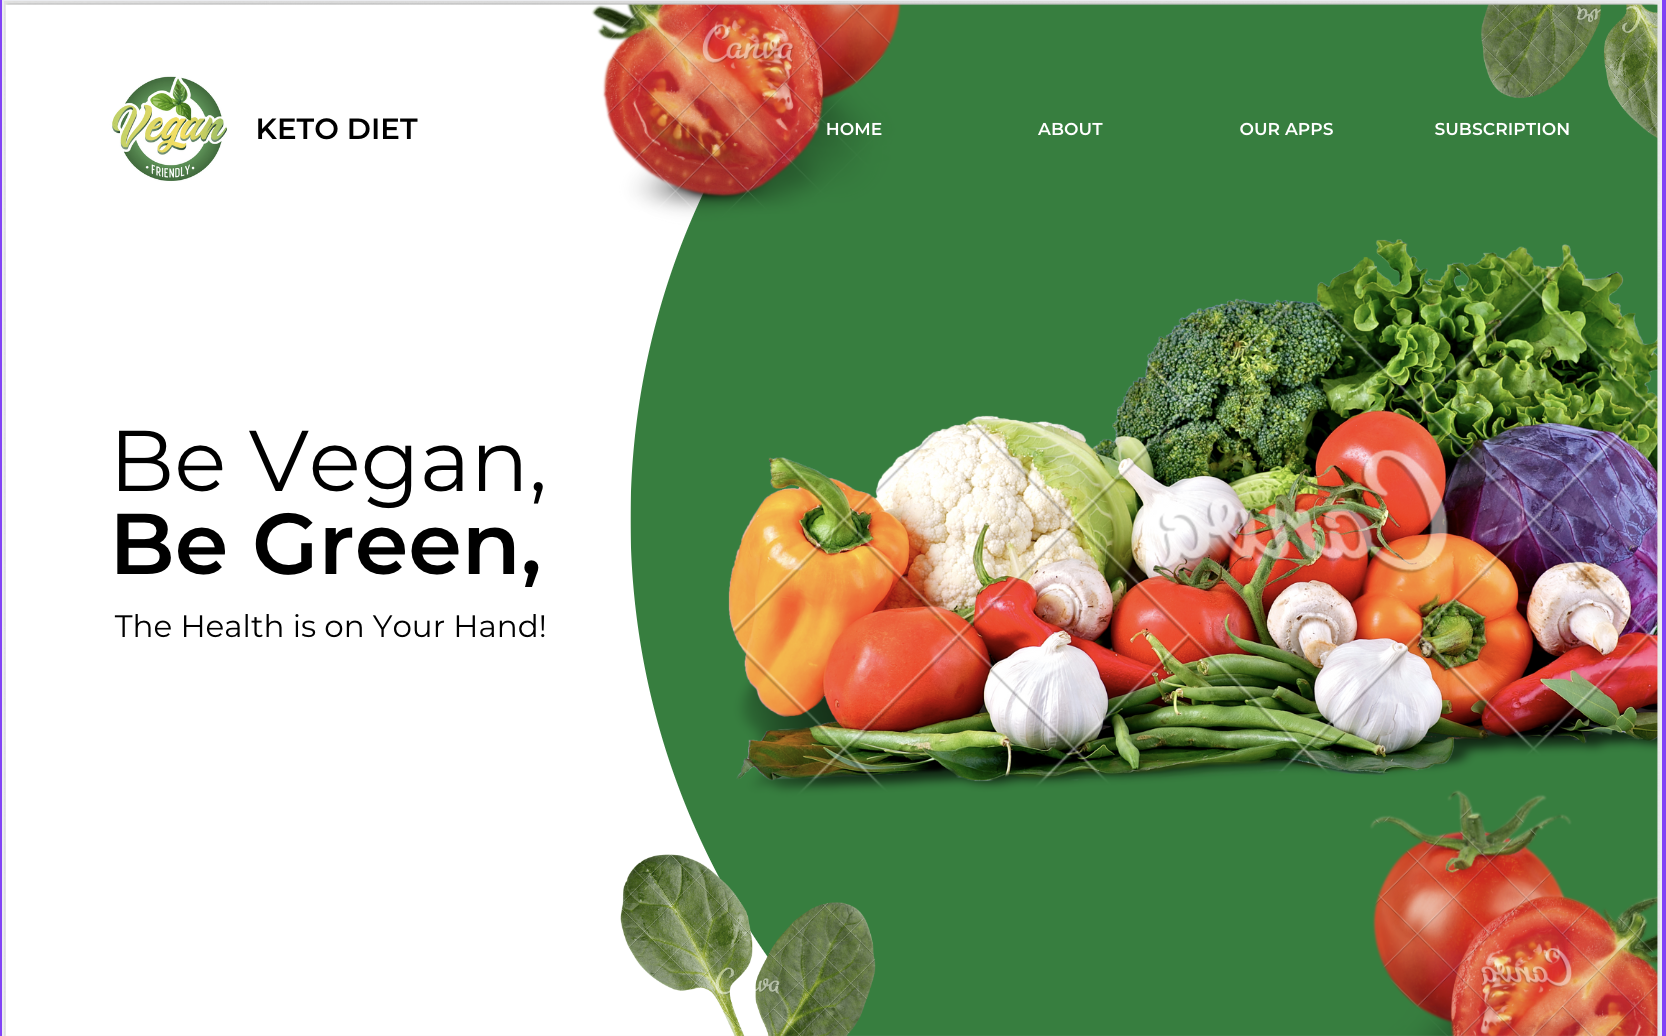 Canva
Vegan
• FRIENDLY •
KETO DIET
HOME
ABOUT
OUR APPS
SUBSCRIPTION
Be Vegan,
Be Green,
The Health is on Your Hand!
Canva
Canva